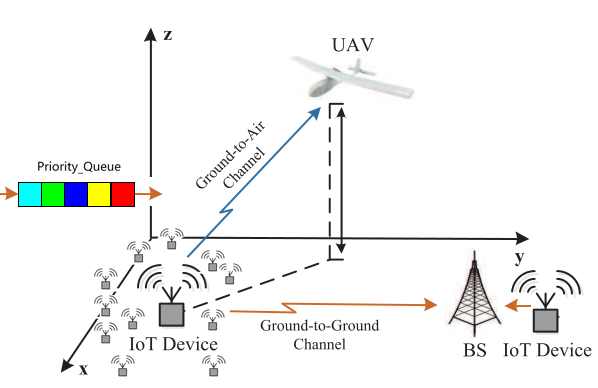 z
UAV
Priority_Queue
Ground-to-Air
Channel
y
IoT Device
Ground-to-Ground
Channel
BS
IoT Device
x